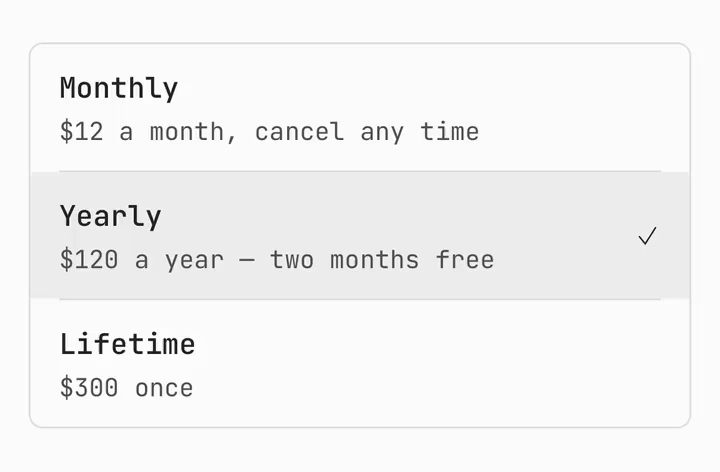 Monthly
$12 a month, cancel any time
Yearly
$120 a year — two months free
Lifetime
$300 once